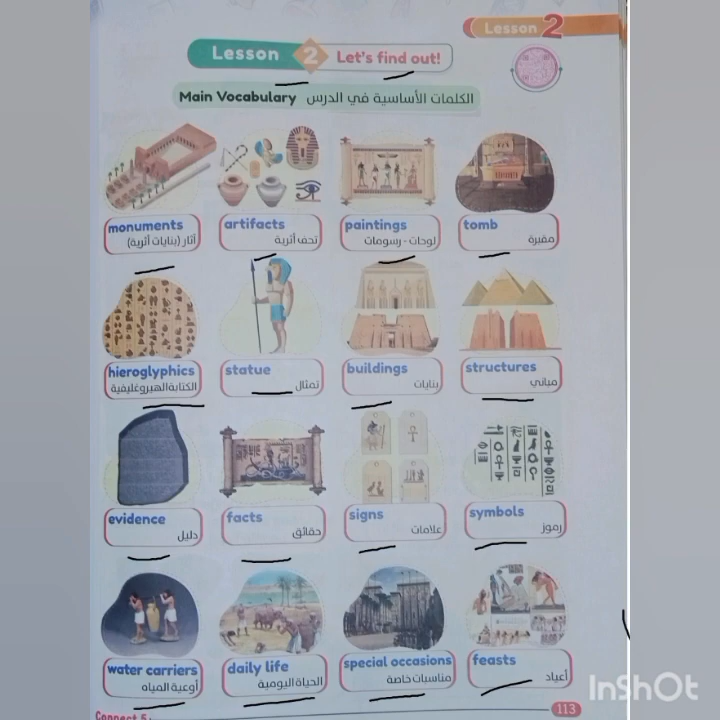 Lesson 2
Lesson 2 Let's find out!
Main Vocabulary الكلمات الأساسية في الدرس
monuments
آثار (بنايات أثرية)
artifacts
تحف أثرية
paintings
لوحات - رسومات
tomb
مقبرة
hieroglyphics
الكتابة الهيروغليفية
statue
تمثال
buildings
بنايات
structures
مباني
evidence
دليل
facts
حقائق
signs
علامات
symbols
رموز
water carriers
أوعية المياه
daily life
الحياة اليومية
special occasions
مناسبات خاصة
feasts
أعياد
Connect 5
113
InShOt